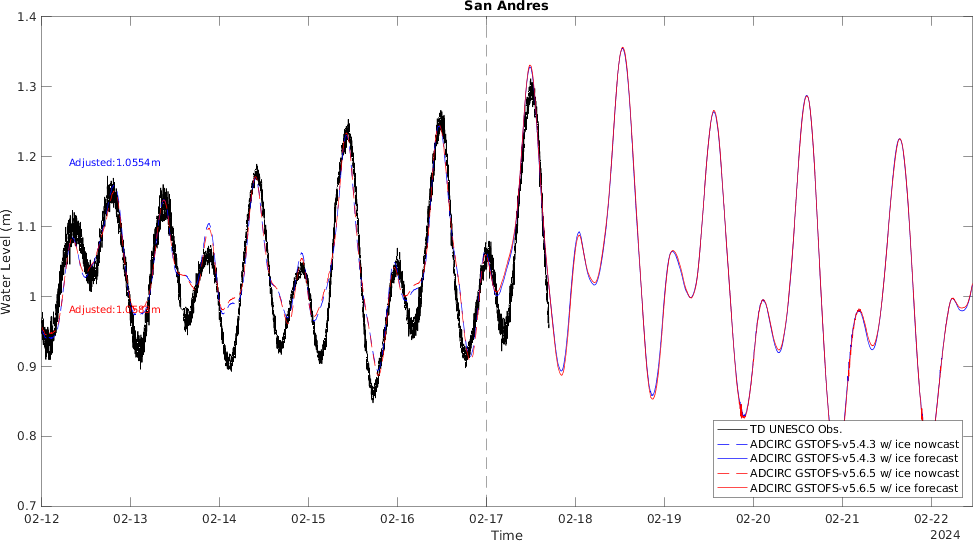 San Andres
1.4
1.3
1.2
1.1
1
0.9
0.8
0.7
Water Level (m)
Adjusted:1.0554m
02-12
02-13
02-14
02-15
02-16
02-17
02-18
02-19
02-20
02-21
02-22
2024
Time
TD UNESCO Obs.
ADCIRC GSTOFS-v5.4.3 w/ ice nowcast
ADCIRC GSTOFS-v5.4.3 w/ ice forecast
ADCIRC GSTOFS-v5.6.5 w/ ice nowcast
ADCIRC GSTOFS-v5.6.5 w/ ice forecast